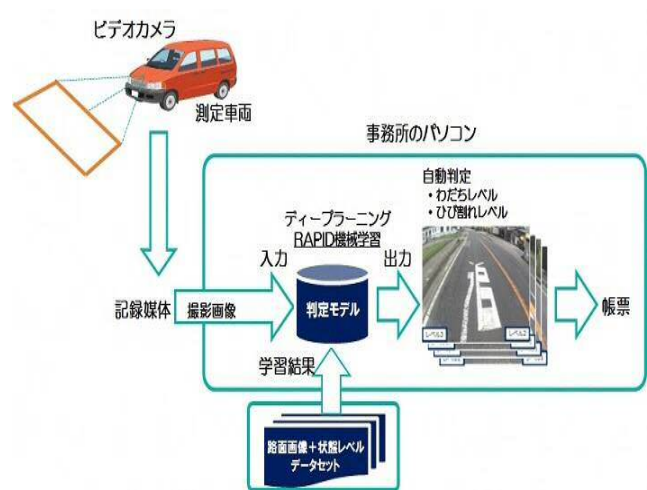 ビデオカメラ
測定車両
事務所のパソコン
自動判定
・わだちレベル
・ひび割れレベル
ディープラーニング
RAPID機械学習
入力
出力
記録媒体
撮影画像
判定モデル
帳票
学習結果
路面画像+状態レベル
データセット